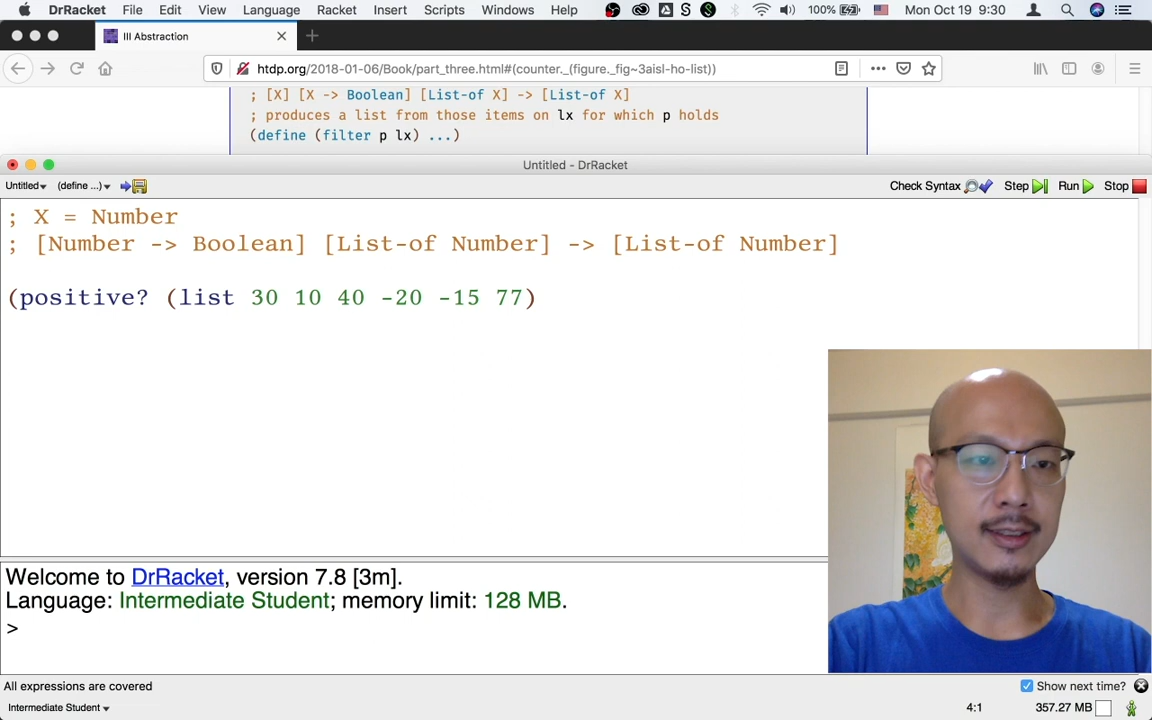 DrRacket File Edit View Language Racket Insert Scripts Windows Help 100% Mon Oct 19 9:30
III Abstraction
htdp.org/2018-01-06/Book/part_three.html#(counter._(figure._fig~3aisl-ho-list))
; [X] [X -> Boolean] [List-of X] -> [List-of X]
; produces a list from those items on lx for which p holds
(define (filter p lx) ...)
Untitled - DrRacket
Untitled (define ...) Check Syntax Step Run Stop
; X = Number
; [Number -> Boolean] [List-of Number] -> [List-of Number]
(positive? (list 30 10 40 -20 -15 77)
Welcome to DrRacket, version 7.8 [3m].
Language: Intermediate Student; memory limit: 128 MB.
>
All expressions are covered Show next time?
Intermediate Student 4:1 357.27 MB